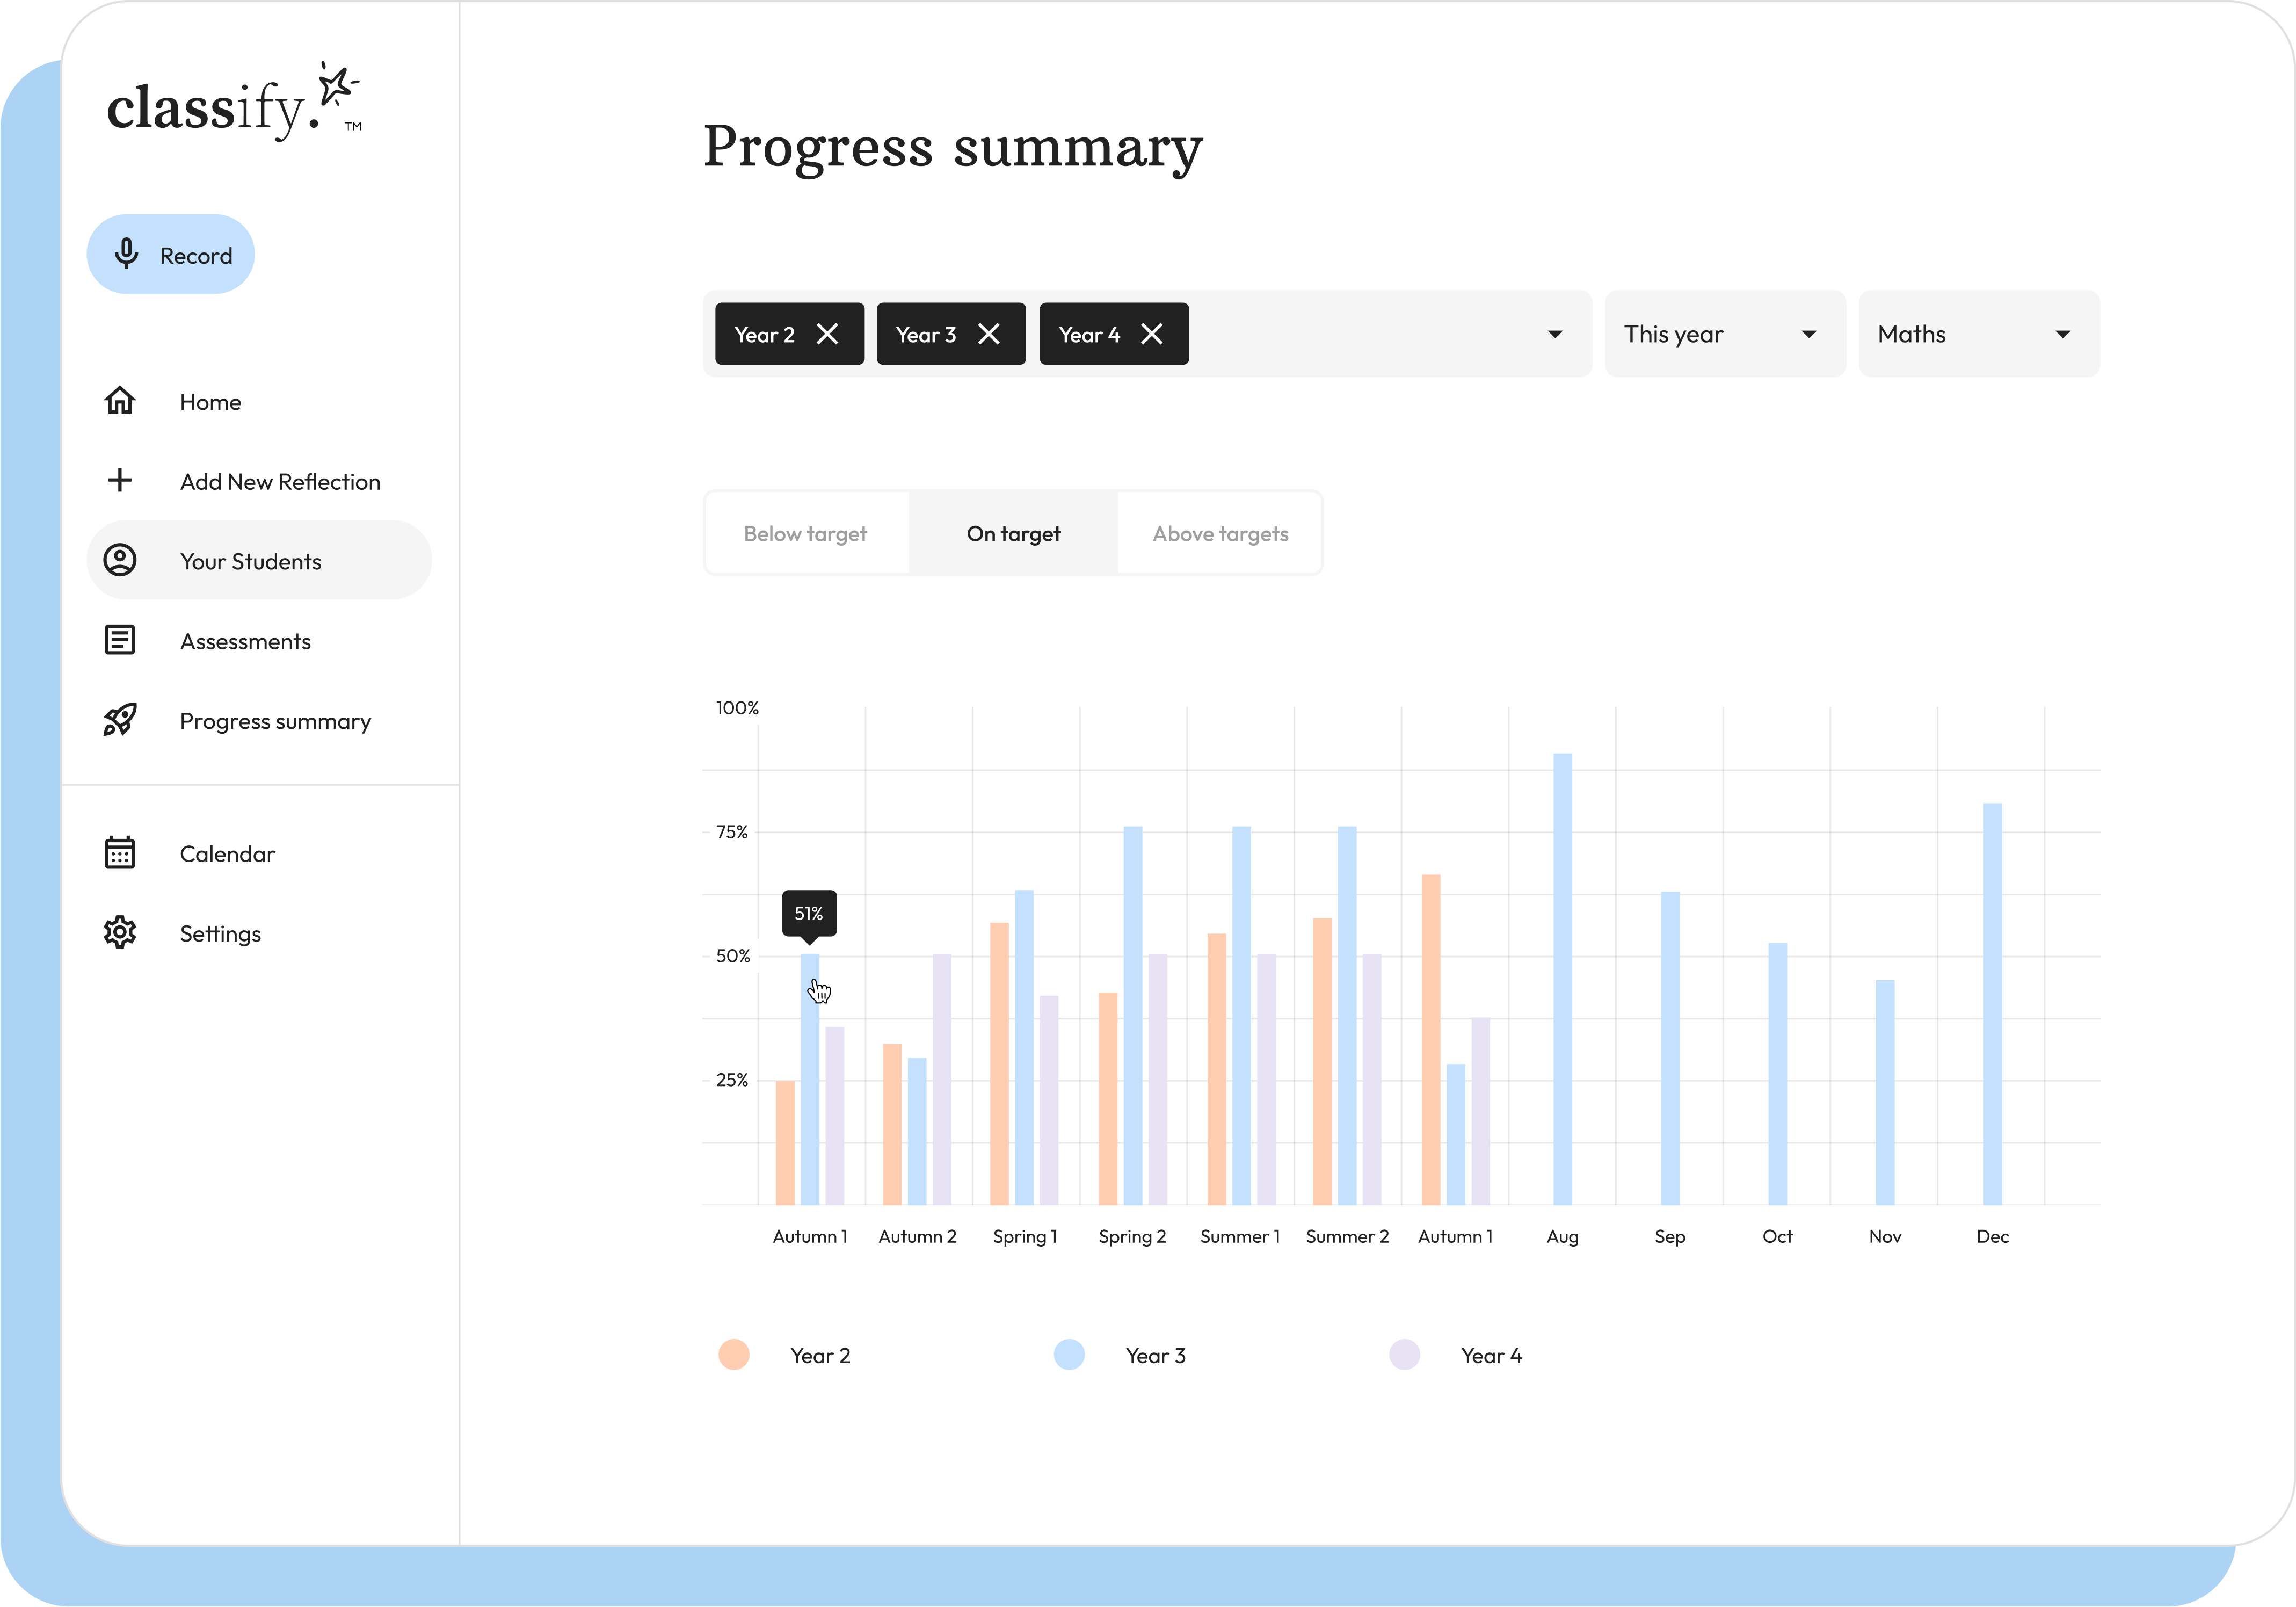 classify.
TM
Record
Home
Add New Reflection
Your Students
Assessments
Progress summary
Calendar
Settings
Progress summary
Year 2 Year 3 Year 4 This year Maths
Below target On target Above targets
100%
75%
51%
50%
25%
Autumn 1 Autumn 2 Spring 1 Spring 2 Summer 1 Summer 2 Autumn 1 Aug Sep Oct Nov Dec
Year 2 Year 3 Year 4